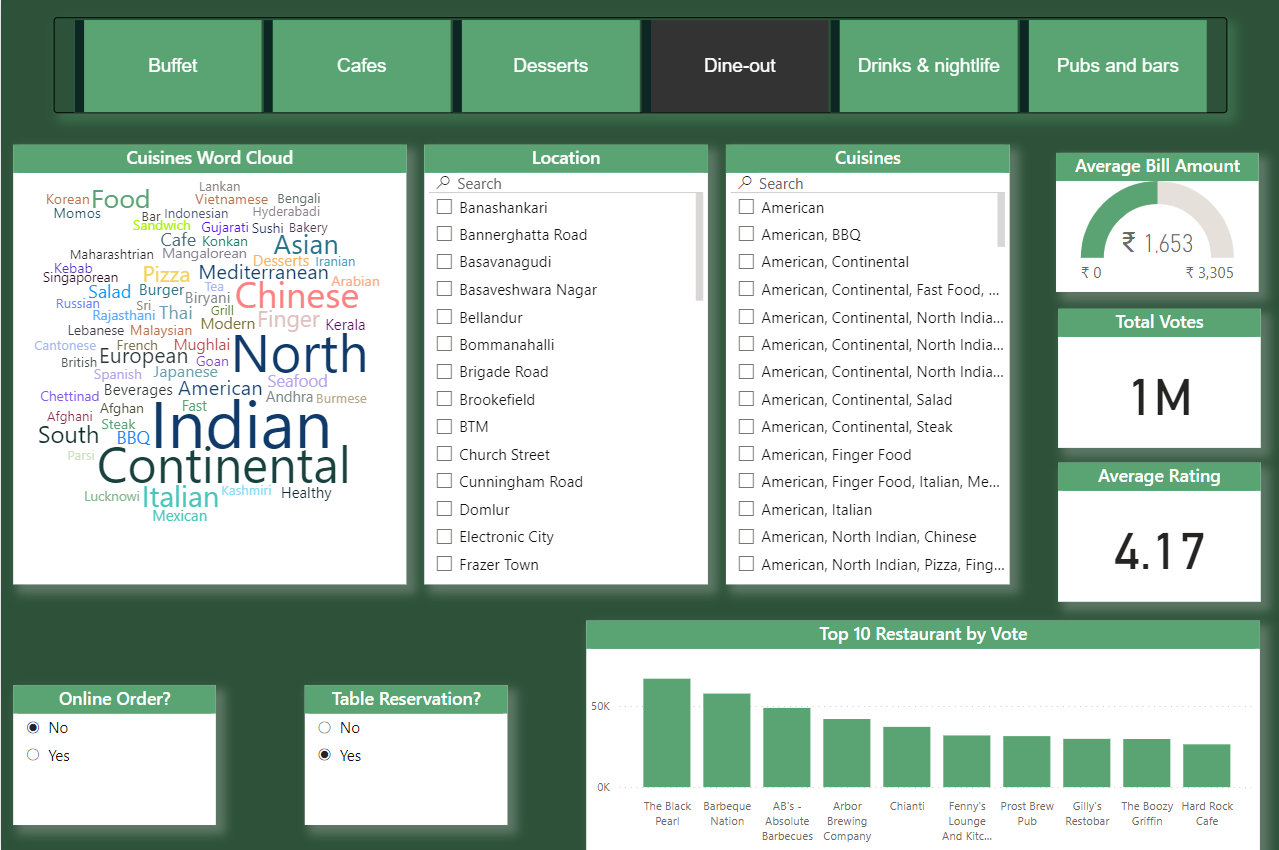 Buffet
Cafes
Desserts
Dine-out
Drinks & nightlife
Pubs and bars
Cuisines Word Cloud
Lankan
Korean Food Vietnamese Bengali
Momos Bar Indonesian Hyderabadi
Sandwich Gujarati Sushi Bakery
Cafe Konkan Asian
Maharashtrian Mangalorean Desserts Iranian
Kebab Pizza Mediterranean
Singaporean Tea Arabian
Salad Burger Biryani Chinese
Russian Sri Grill
Rajasthani Thai Modern Finger Kerala
Lebanese Malaysian
Cantonese French Mughlai North
British European Goan
Spanish Japanese Seafood
Beverages American
Chettinad Andhra Burmese
Afghani Afghan Fast Indian
Steak
South BBQ
Parsi Continental
Lucknowi Italian Kashmiri Healthy
Mexican
Location
Search
Banashankari
Bannerghatta Road
Basavanagudi
Basaveshwara Nagar
Bellandur
Bommanahalli
Brigade Road
Brookefield
BTM
Church Street
Cunningham Road
Domlur
Electronic City
Frazer Town
Cuisines
Search
American
American, BBQ
American, Continental
American, Continental, Fast Food, ...
American, Continental, North India...
American, Continental, North India...
American, Continental, North India...
American, Continental, Salad
American, Continental, Steak
American, Finger Food
American, Finger Food, Italian, Me...
American, Italian
American, North Indian, Chinese
American, North Indian, Pizza, Fing...
Average Bill Amount
₹ 1,653
₹ 0
₹ 3,305
Total Votes
1M
Average Rating
4.17
Online Order?
No
Yes
Table Reservation?
No
Yes
Top 10 Restaurant by Vote
50K
0K
The Black
Pearl
Barbeque
Nation
AB's -
Absolute
Barbecues
Arbor
Brewing
Company
Chianti
Fenny's
Lounge
And Kitc...
Prost Brew
Pub
Gilly's
Restobar
The Boozy
Griffin
Hard Rock
Cafe